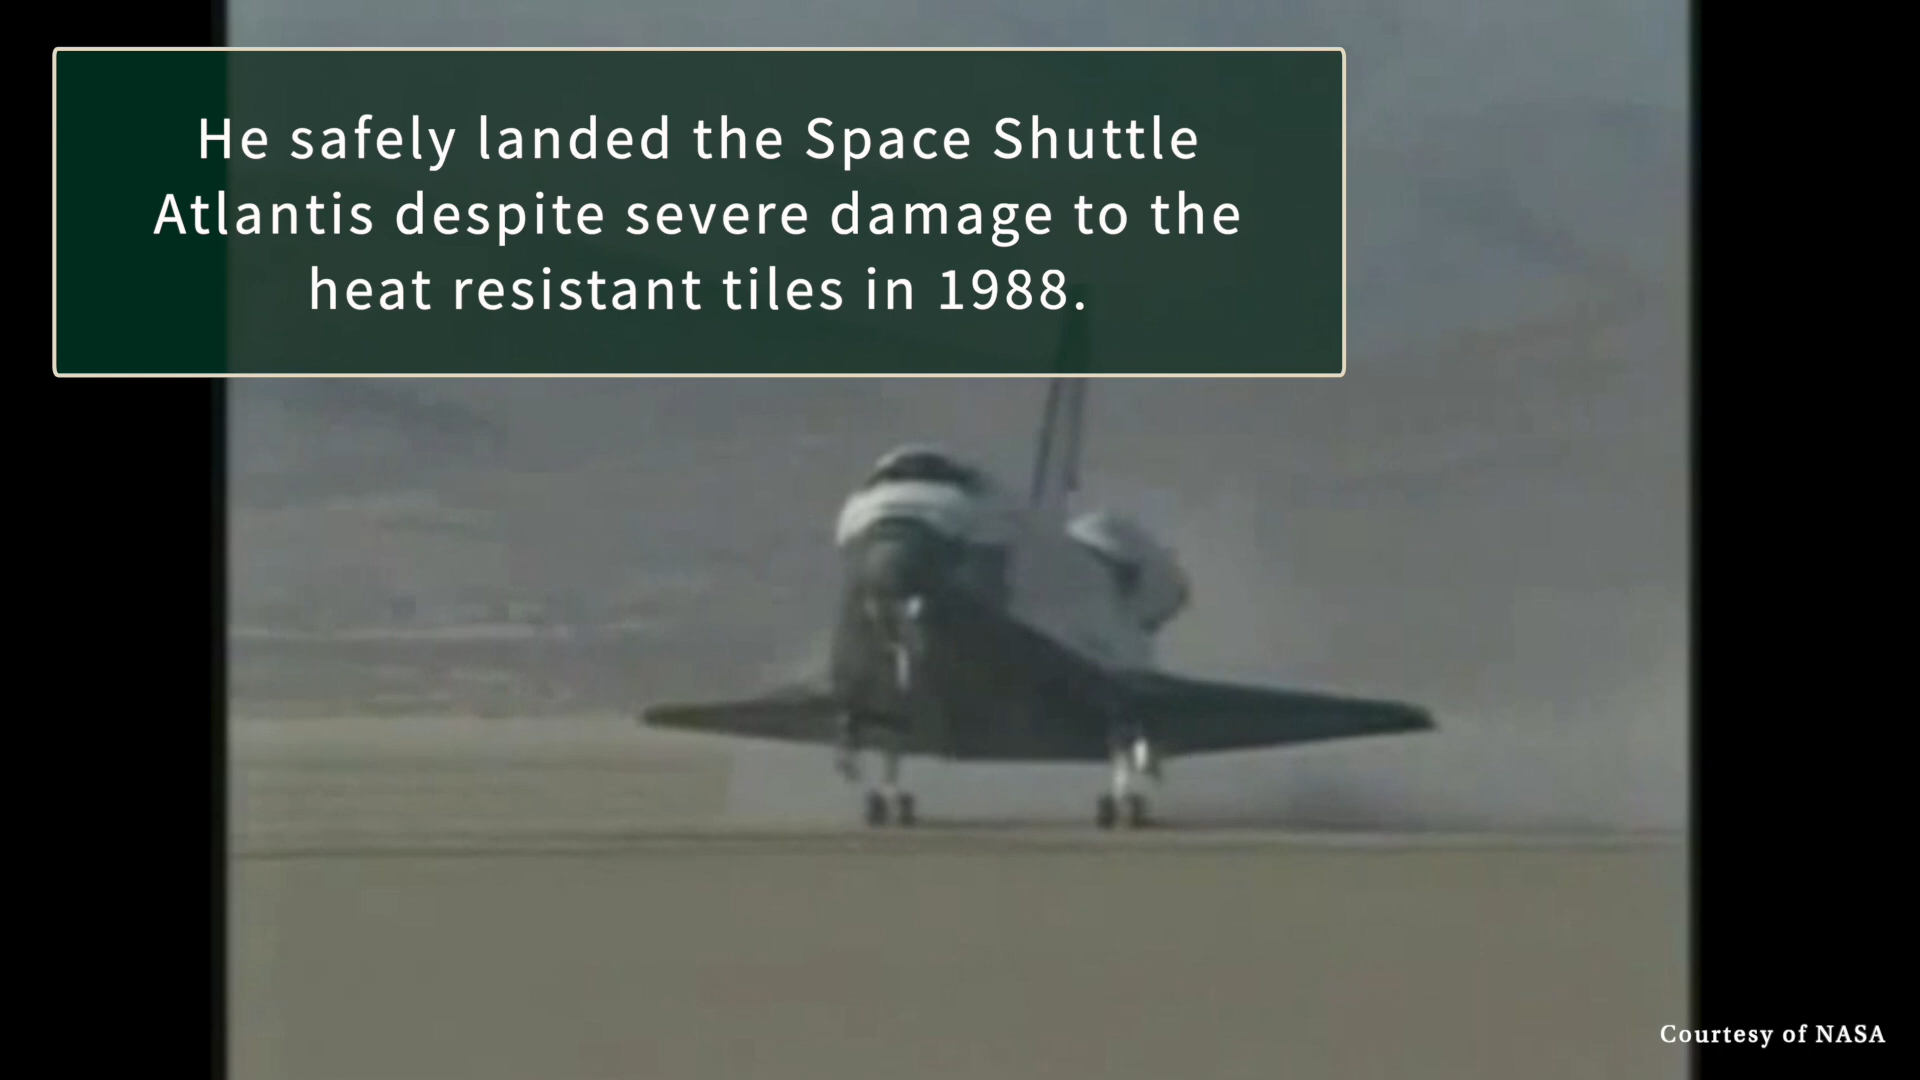 He safely landed the Space Shuttle
Atlantis despite severe damage to the
heat resistant tiles in 1988.
Courtesy of NASA